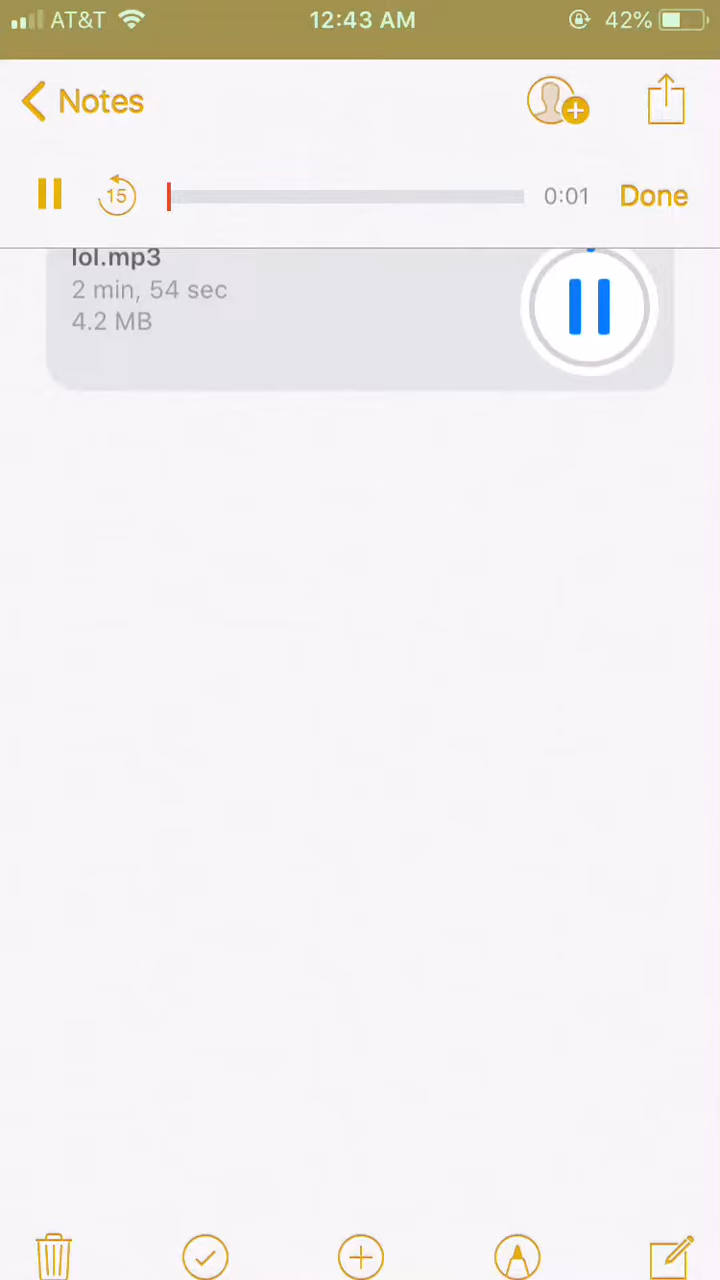 AT&T 12:43 AM 42%
Notes
15 0:01 Done
lol.mp3
2 min, 54 sec
4.2 MB